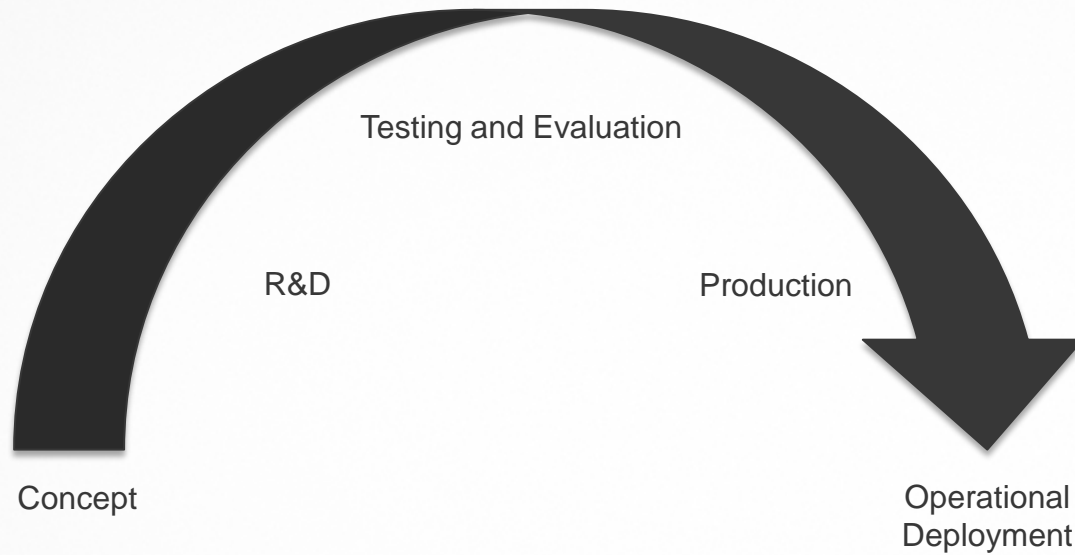 Testing and Evaluation
R&D
Production
Concept
Operational
Deployment